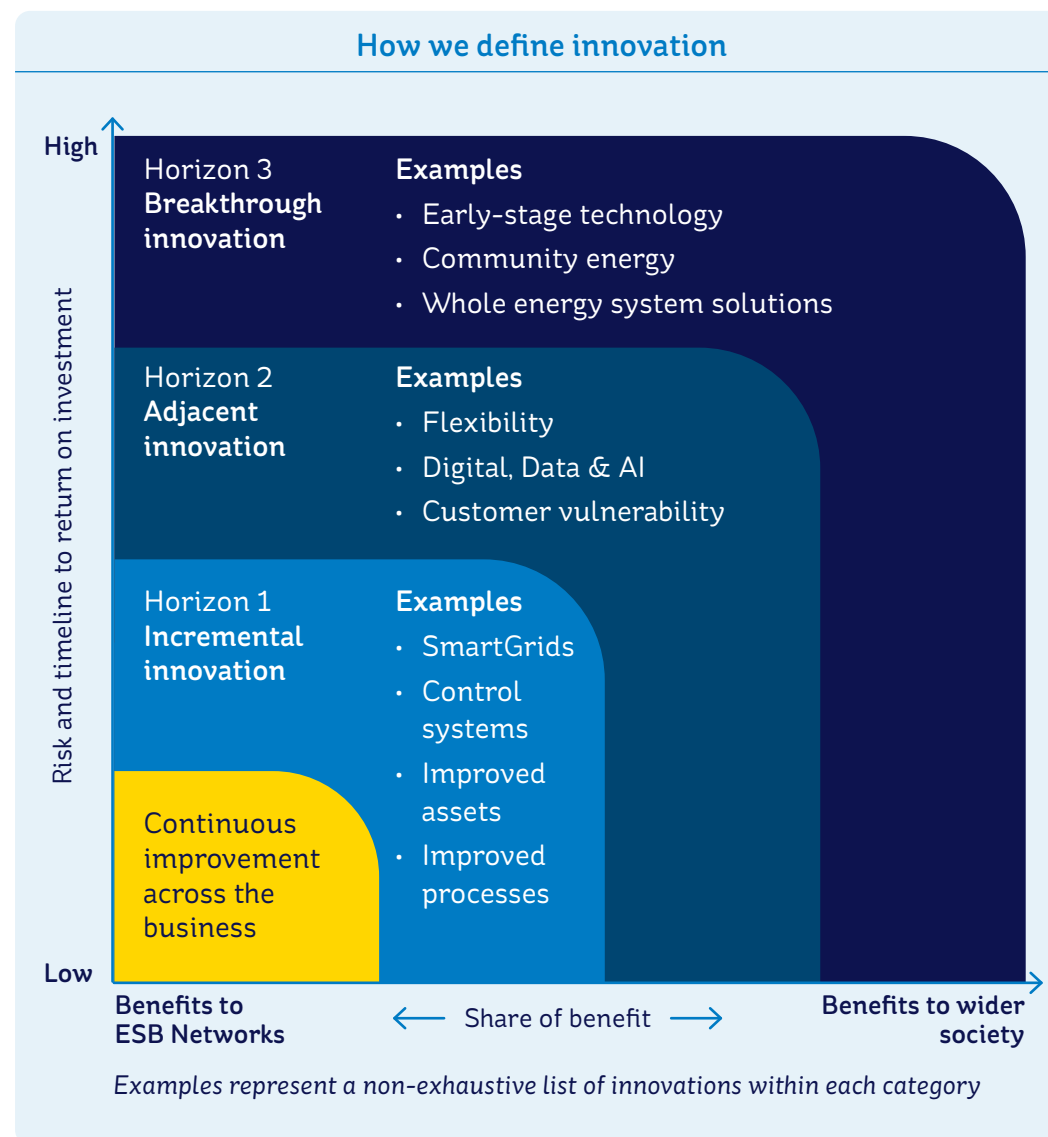 How we define innovation
High
Horizon 3
Breakthrough
innovation
Examples
• Early-stage technology
• Community energy
• Whole energy system solutions
Horizon 2
Adjacent
innovation
Examples
• Flexibility
• Digital, Data & AI
• Customer vulnerability
Horizon 1
Incremental
innovation
Examples
• SmartGrids
• Control
systems
• Improved
assets
• Improved
processes
Continuous
improvement
across the
business
Risk and timeline to return on investment
Low
Benefits to
ESB Networks
← Share of benefit →
Benefits to wider
society
Examples represent a non-exhaustive list of innovations within each category